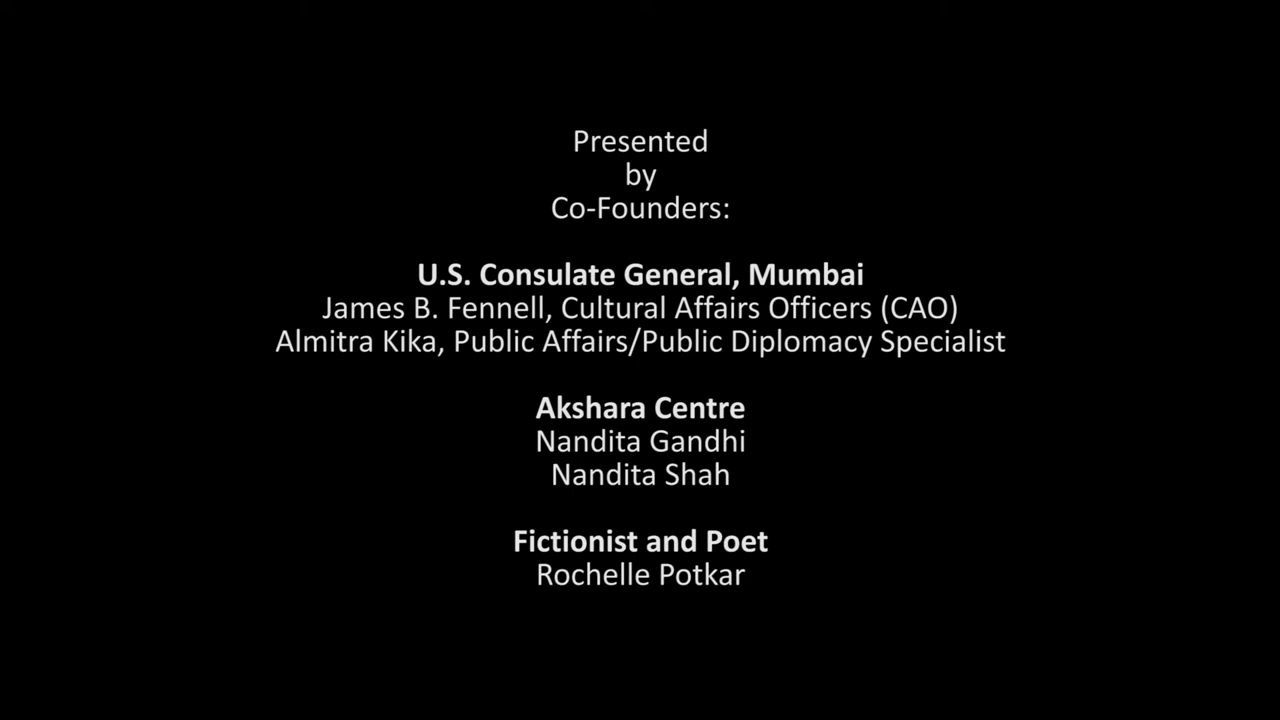 Presented
by
Co-Founders:
U.S. Consulate General, Mumbai
James B. Fennell, Cultural Affairs Officers (CAO)
Almitra Kika, Public Affairs/Public Diplomacy Specialist
Akshara Centre
Nandita Gandhi
Nandita Shah
Fictionist and Poet
Rochelle Potkar